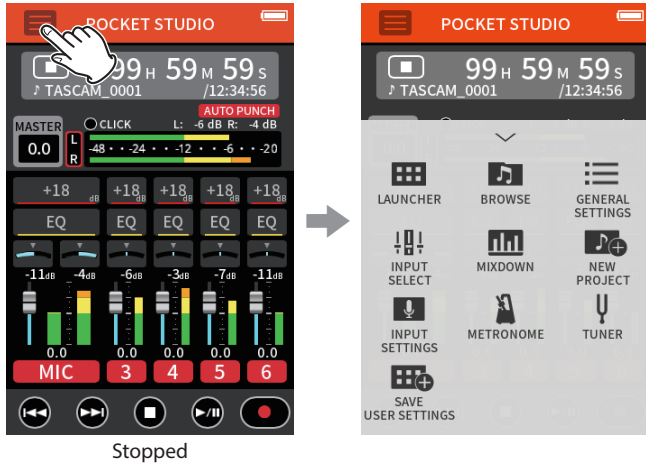 POCKET STUDIO
99 H 59 M 59 S
♪ TASCAM_0001 /12:34:56
AUTO PUNCH
MASTER CLICK L: -6 dB R: -4 dB
0.0 L -48 • • -24 • • -12 • • -6 • • -20
R
+18 dB +18 dB +18 dB +18 dB +18 dB
EQ EQ EQ EQ EQ
-11dB -4dB -6dB -3dB -7dB -11dB
0.0 0.0 0.0 0.0 0.0
MIC 3 4 5 6
Stopped
POCKET STUDIO
99 H 59 M 59 S
♪ TASCAM_0001 /12:34:56
LAUNCHER
BROWSE
GENERAL
SETTINGS
INPUT
SELECT
MIXDOWN
NEW
PROJECT
INPUT
SETTINGS
METRONOME
TUNER
SAVE
USER SETTINGS